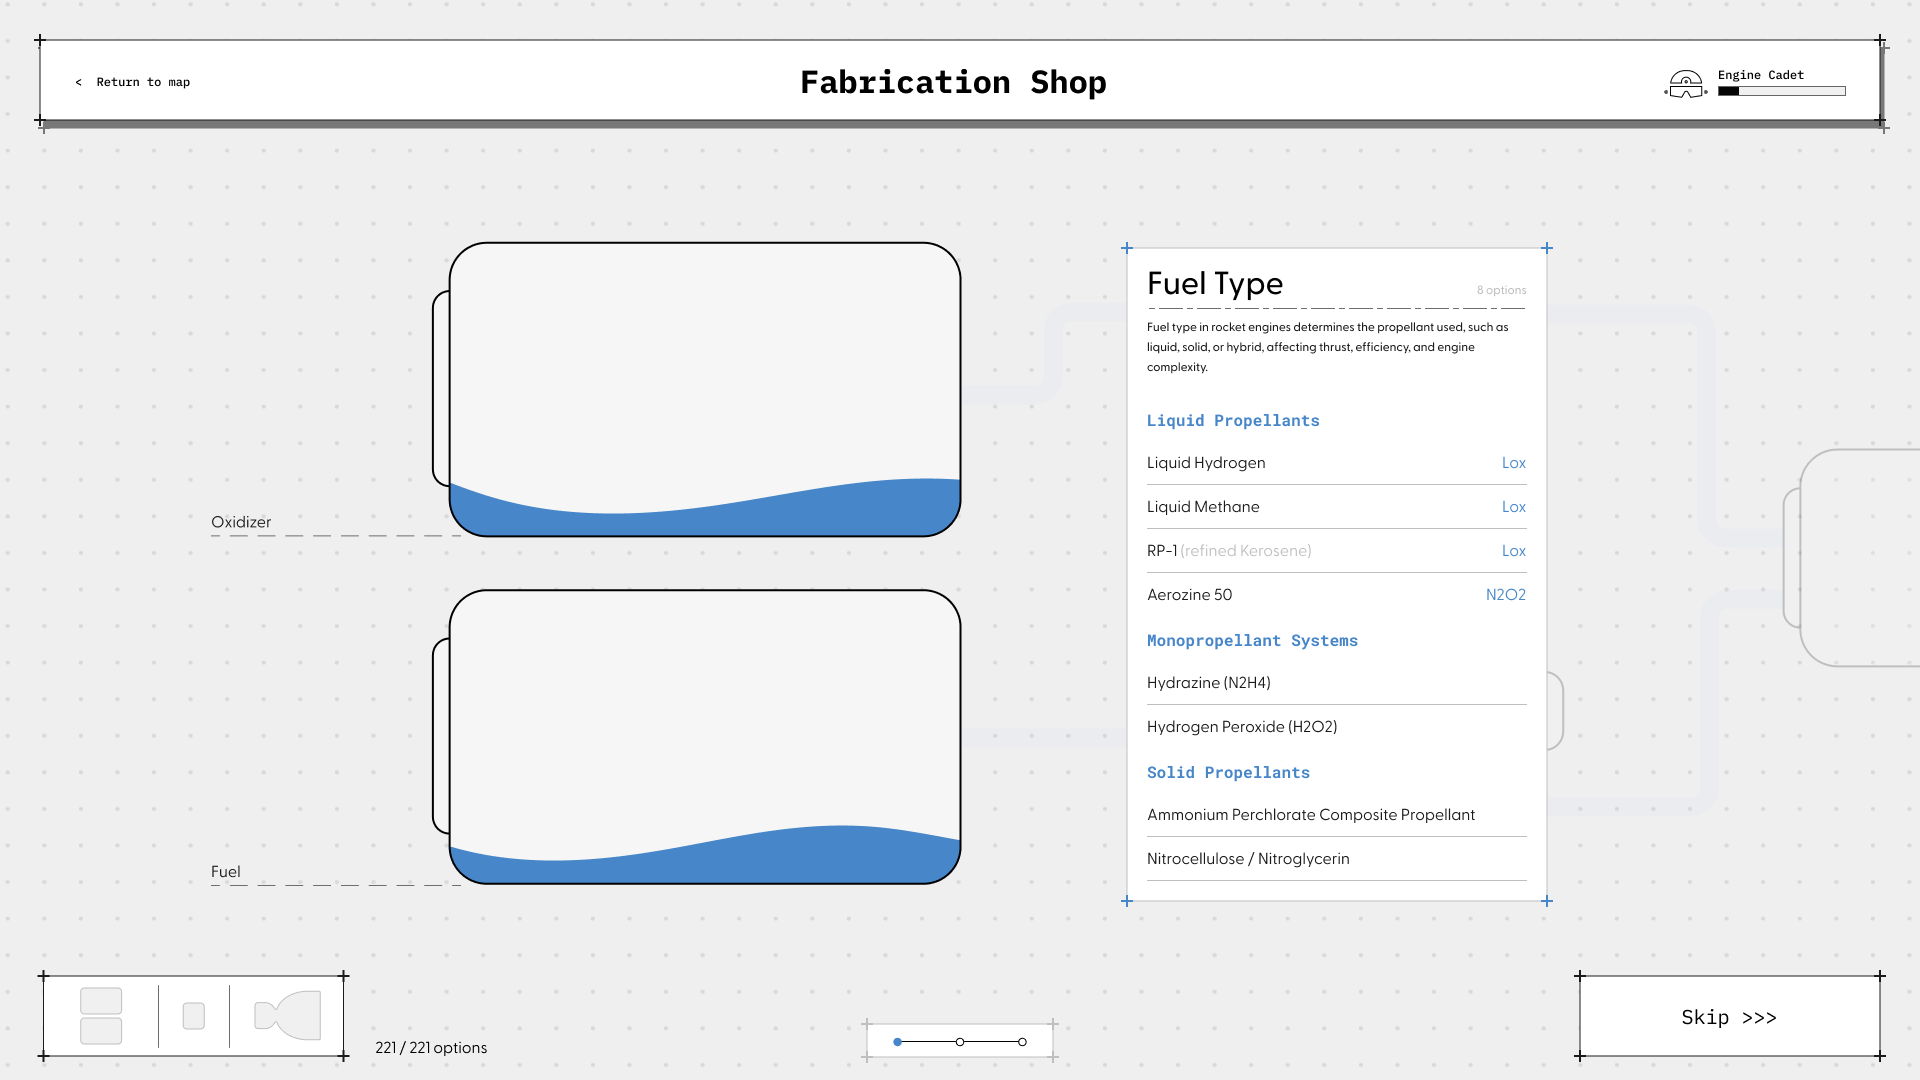 < Return to map
Fabrication Shop
Engine Cadet
Fuel Type
8 options
Fuel type in rocket engines determines the propellant used, such as
liquid, solid, or hybrid, affecting thrust, efficiency, and engine
complexity.
Liquid Propellants
Liquid Hydrogen Lox
Liquid Methane Lox
RP-1 (refined Kerosene) Lox
Aerozine 50 N2O2
Monopropellant Systems
Hydrazine (N2H4)
Hydrogen Peroxide (H2O2)
Solid Propellants
Ammonium Perchlorate Composite Propellant
Nitrocellulose / Nitroglycerin
Oxidizer
Fuel
221 / 221 options
Skip >>>